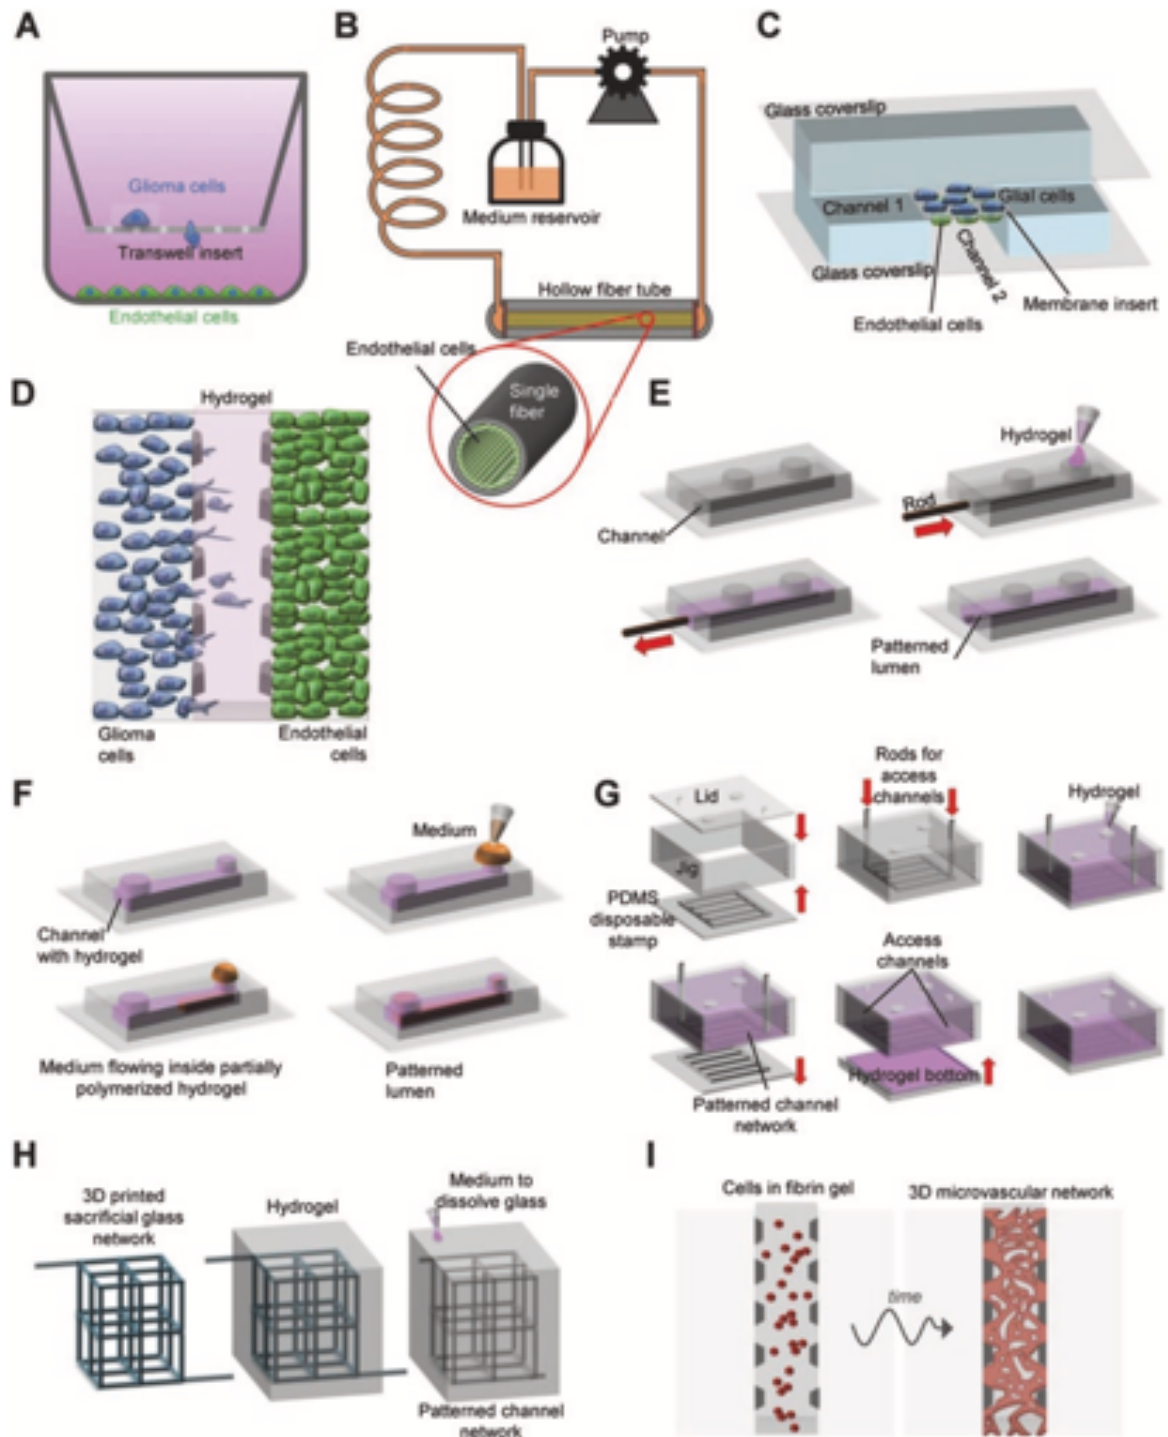 A
Glioma cells
Transwell insert
Endothelial cells
B
Pump
Medium reservoir
Hollow fiber tube
Endothelial cells
Single
fiber
C
Glass coverslip
Channel 1
Glial cells
Glass coverslip
Channel 2
Membrane insert
Endothelial cells
D
Hydrogel
Glioma
cells
Endothelial
cells
E
Channel
Hydrogel
Rod
Patterned
lumen
F
Channel
with hydrogel
Medium
Medium flowing inside partially
polymerized hydrogel
Patterned
lumen
G
Lid
Jig
PDMS
disposable
stamp
Rods for
access
channels
Hydrogel
Patterned channel
network
Access
channels
Hydrogel bottom
H
3D printed
sacrificial glass
network
Hydrogel
Medium to
dissolve glass
Patterned channel
network
I
Cells in fibrin gel
time
3D microvascular network